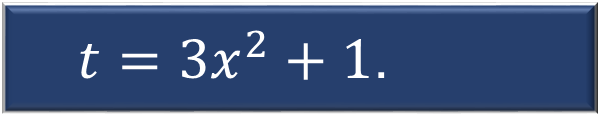 t = 3x² + 1.